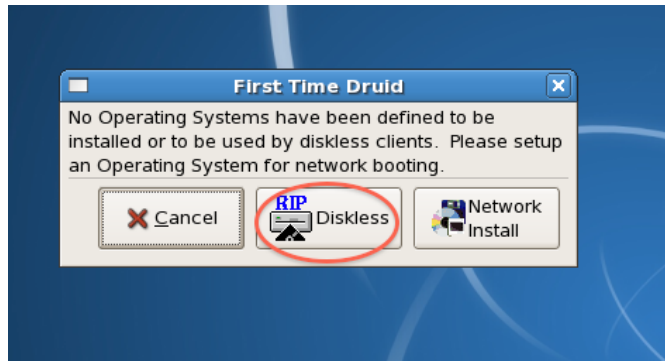 First Time Druid
No Operating Systems have been defined to be
installed or to be used by diskless clients. Please setup
an Operating System for network booting.
Cancel
RIP
Diskless
Network
Install